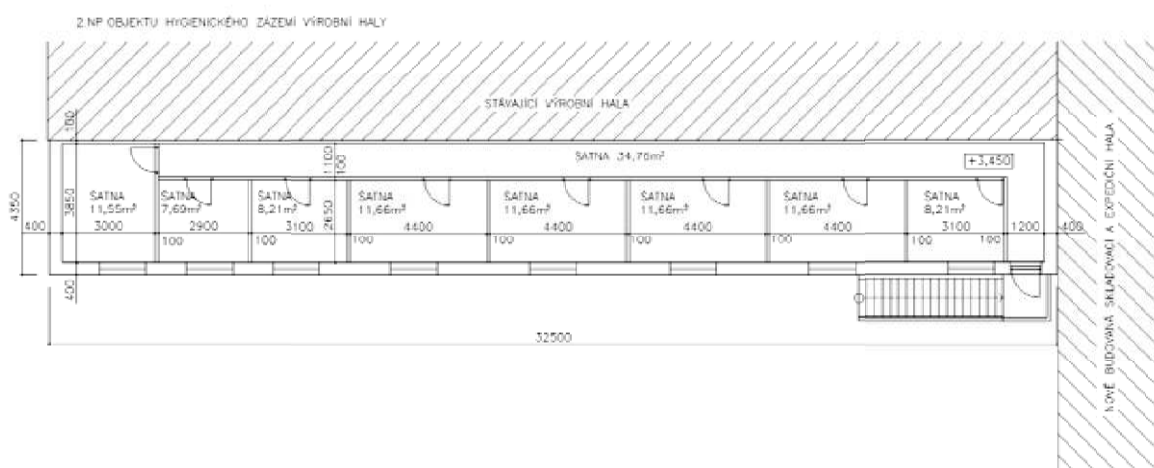 2.NP OBJEKTU HYGIENICKÉHO ZÁZEMÍ VÝROBNÍ HALY
STÁVAJÍCÍ VÝROBNÍ HALA
NOVĚ BUDOVANÁ SKLADOVACÍ A EXPEDIČNÍ HALA
100
ŠATNA 34,76m²
+3,450
1100
100
ŠATNA
11,55m²
ŠATNA
7,69m²
ŠATNA
8,21m²
ŠATNA
11,66m²
ŠATNA
11,66m²
ŠATNA
11,66m²
ŠATNA
11,66m²
ŠATNA
8,21m²
4350
3850
2650
400 3000 2900 3100 4400 4400 4400 4400 3100 1200 400
100 100 100 100 100 100 100 100
400
32500